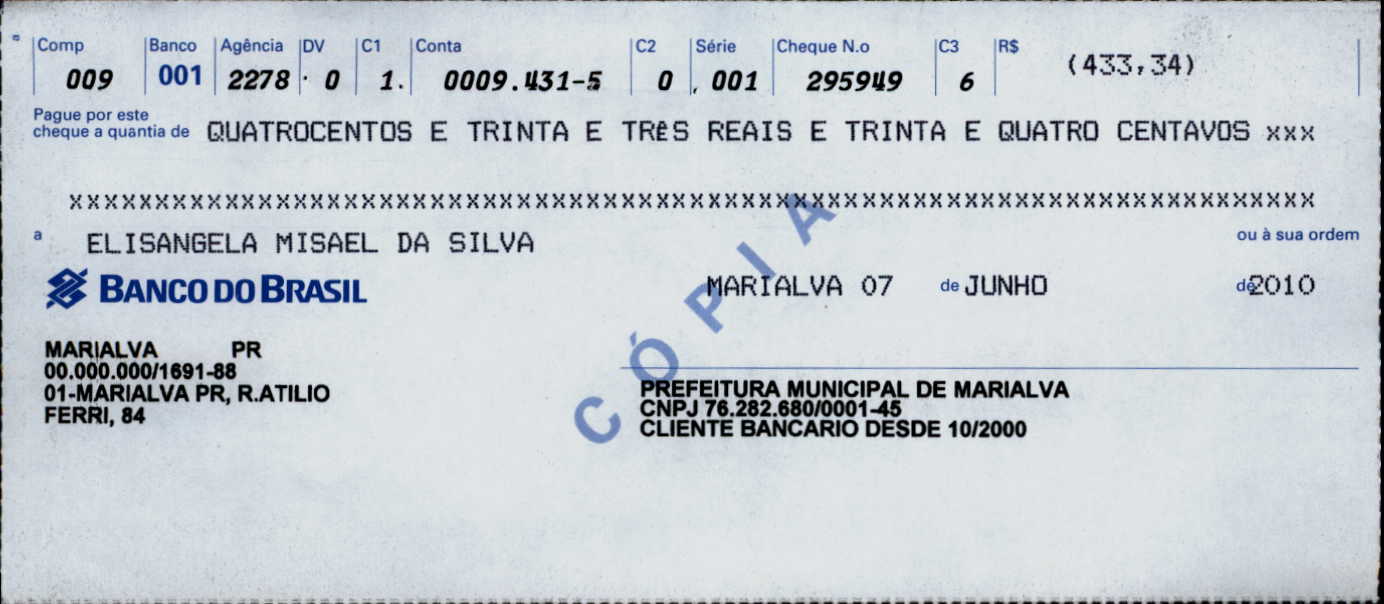 Comp Banco Agência DV C1 Conta C2 Série Cheque N.o C3 R$ (433,34)
009 001 2278 0 1. 0009.431-5 0 001 295949 6
Pague por este
cheque a quantia de QUATROCENTOS E TRINTA E TRêS REAIS E TRINTA E QUATRO CENTAVOS xxx
xxxxxxxxxxxxxxxxxxxxxxxxxxxxxxxxxxxxxxxxxxxxxxxxxxxxxxxxxxxxxxxxxxxxxxxxx
a ELISANGELA MISAEL DA SILVA ou à sua ordem
BANCO DO BRASIL MARIALVA 07 de JUNHO de 2010
CÓPIA
MARIALVA PR
00.000.000/1691-88
01-MARIALVA PR, R.ATILIO
FERRI, 84
PREFEITURA MUNICIPAL DE MARIALVA
CNPJ 76.282.680/0001-45
CLIENTE BANCARIO DESDE 10/2000